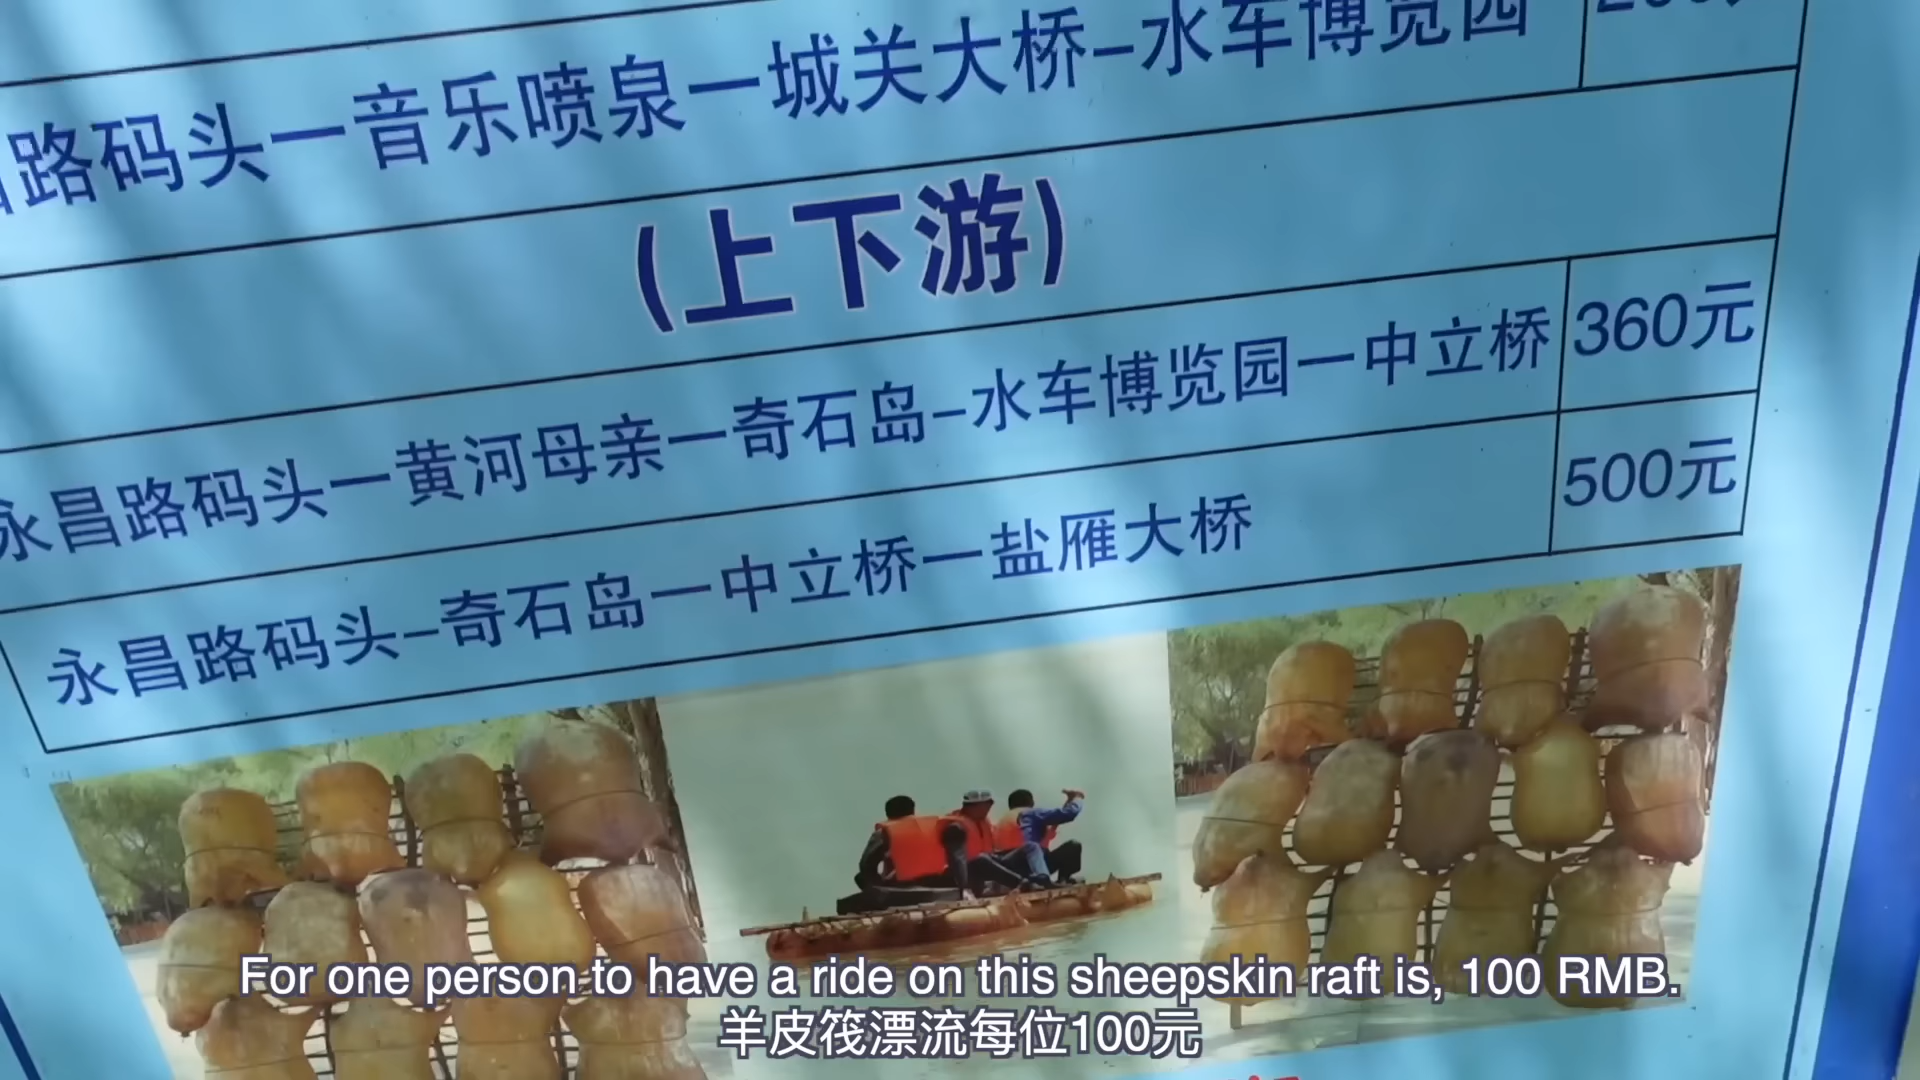 路码头一音乐喷泉一城关大桥-水车博览园
(上下游)
永昌路码头一黄河母亲一奇石岛-水车博览园一中立桥 360元
永昌路码头-奇石岛一中立桥一盐雁大桥 500元
For one person to have a ride on this sheepskin raft is, 100 RMB.
羊皮筏漂流每位100元